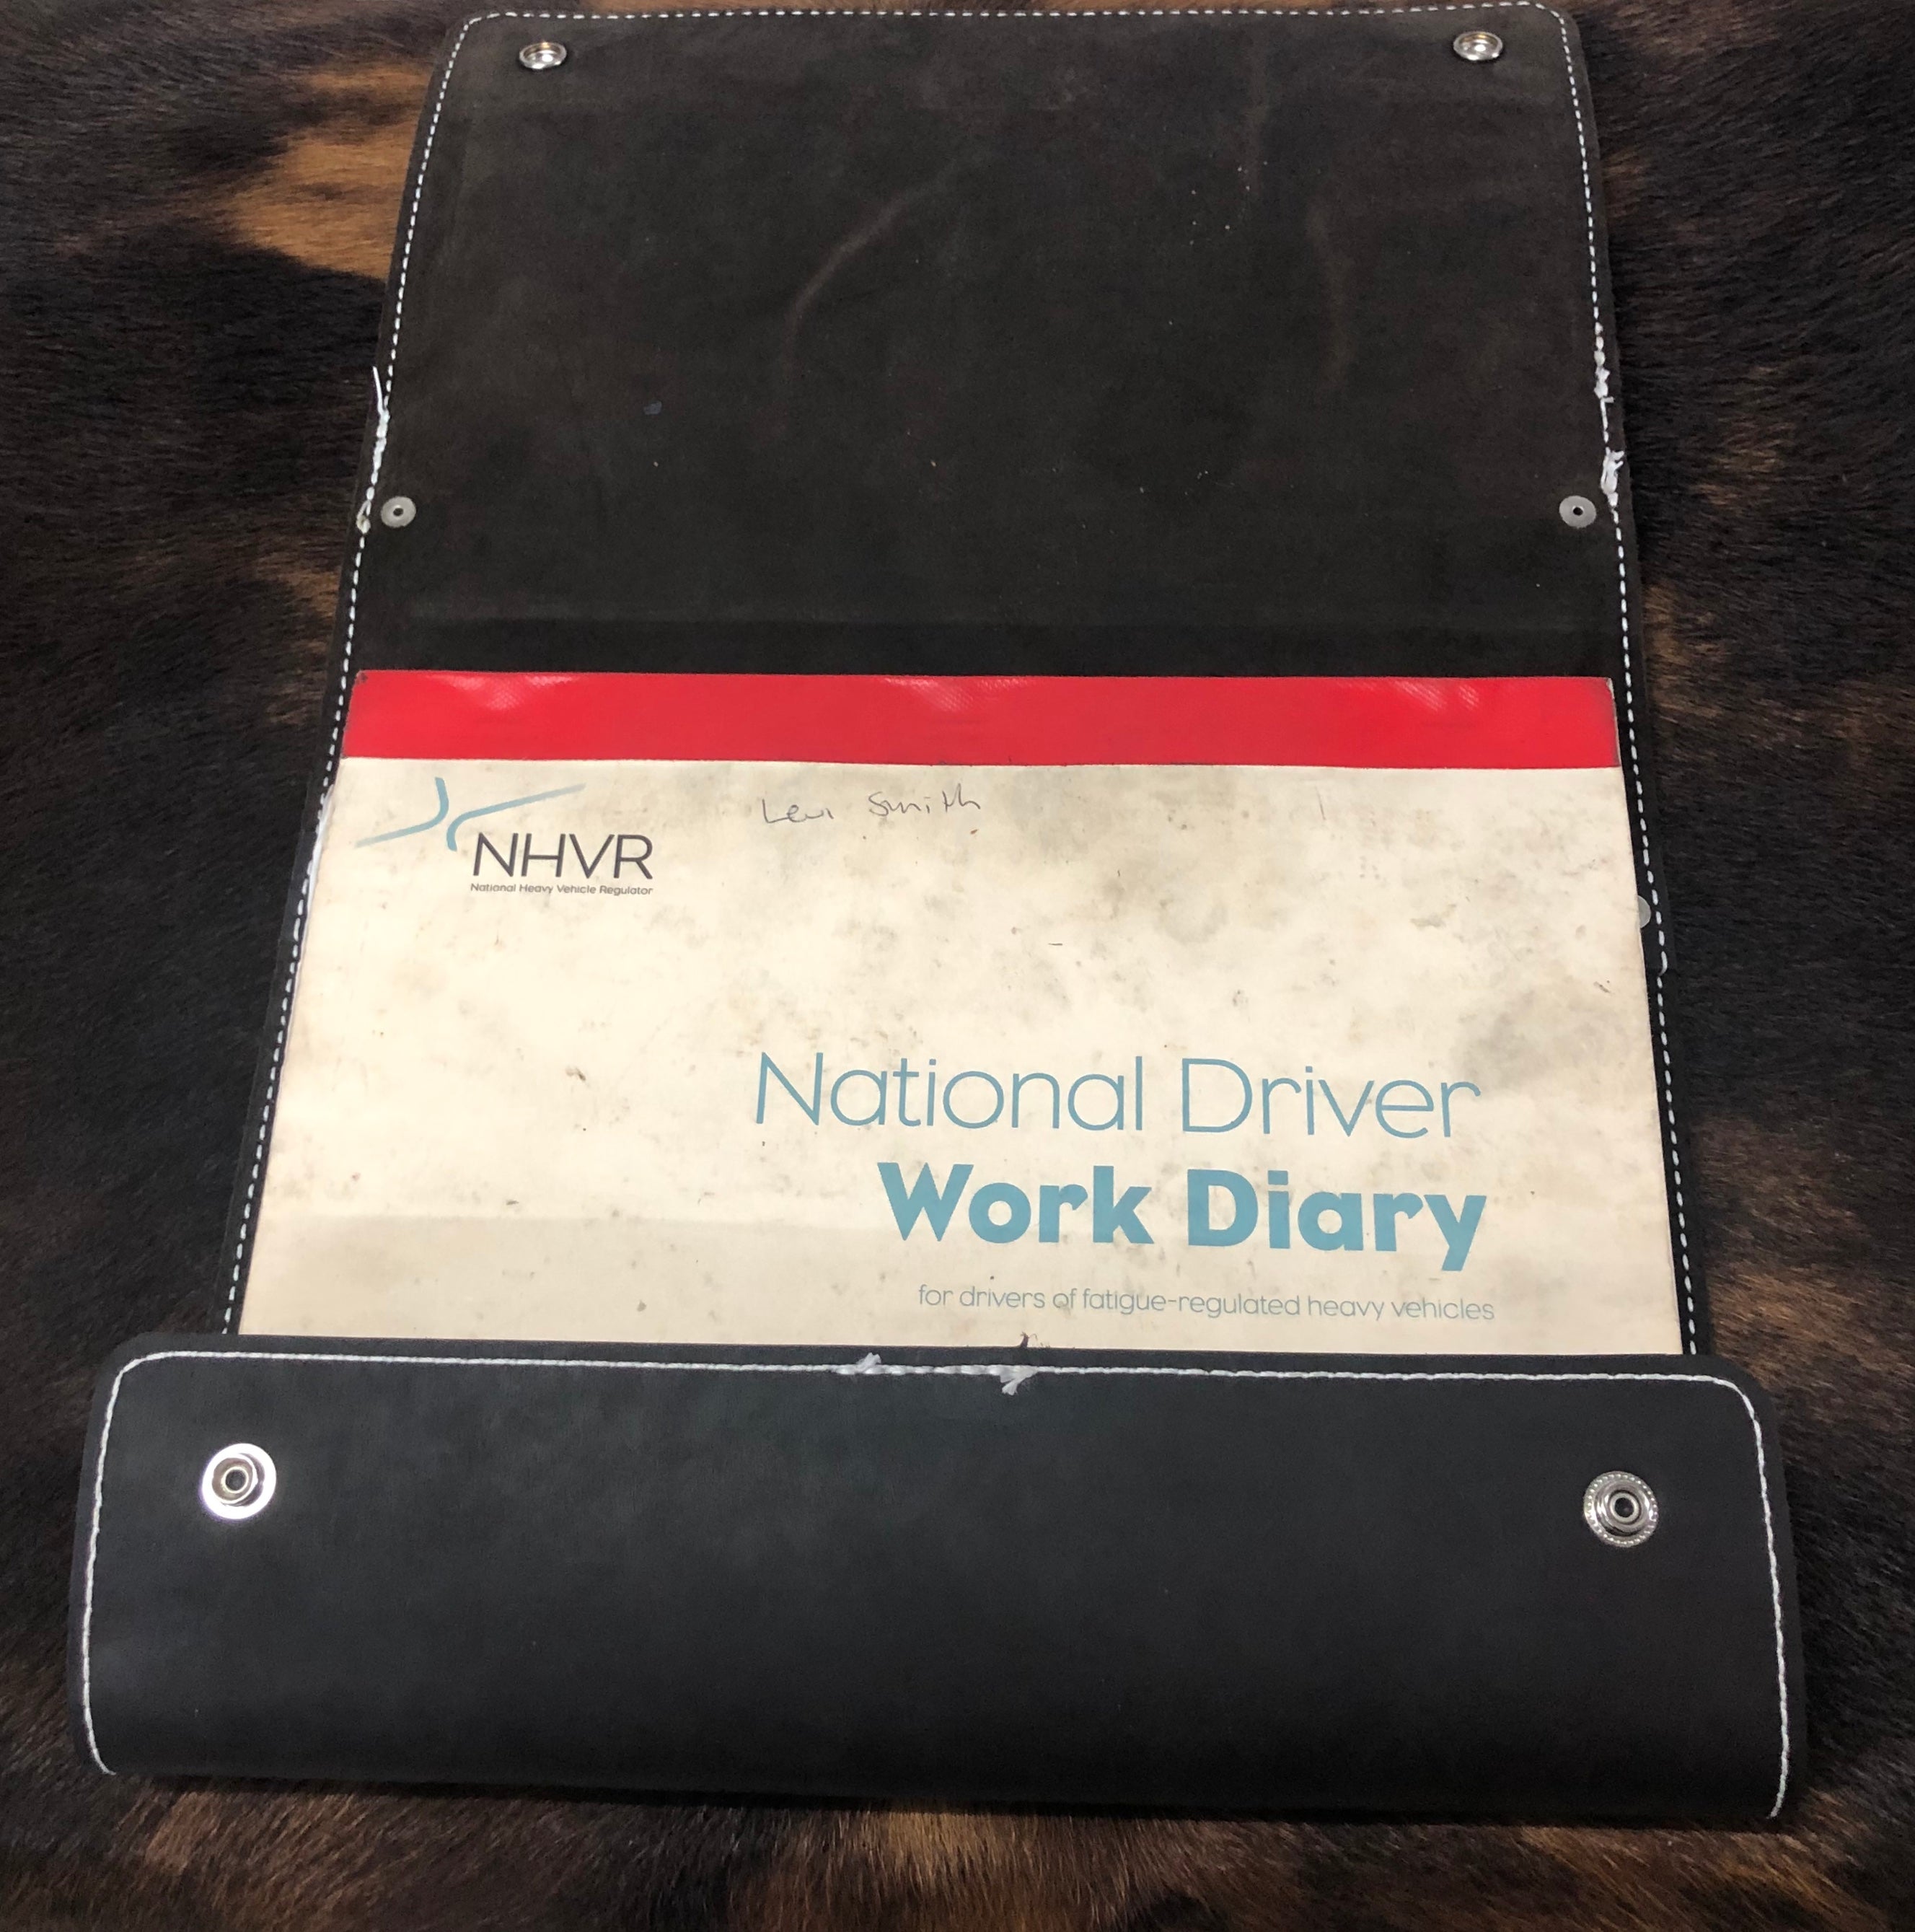 Levi Smith
NHVR
National Heavy Vehicle Regulator
National Driver
Work Diary
for drivers of fatigue-regulated heavy vehicles